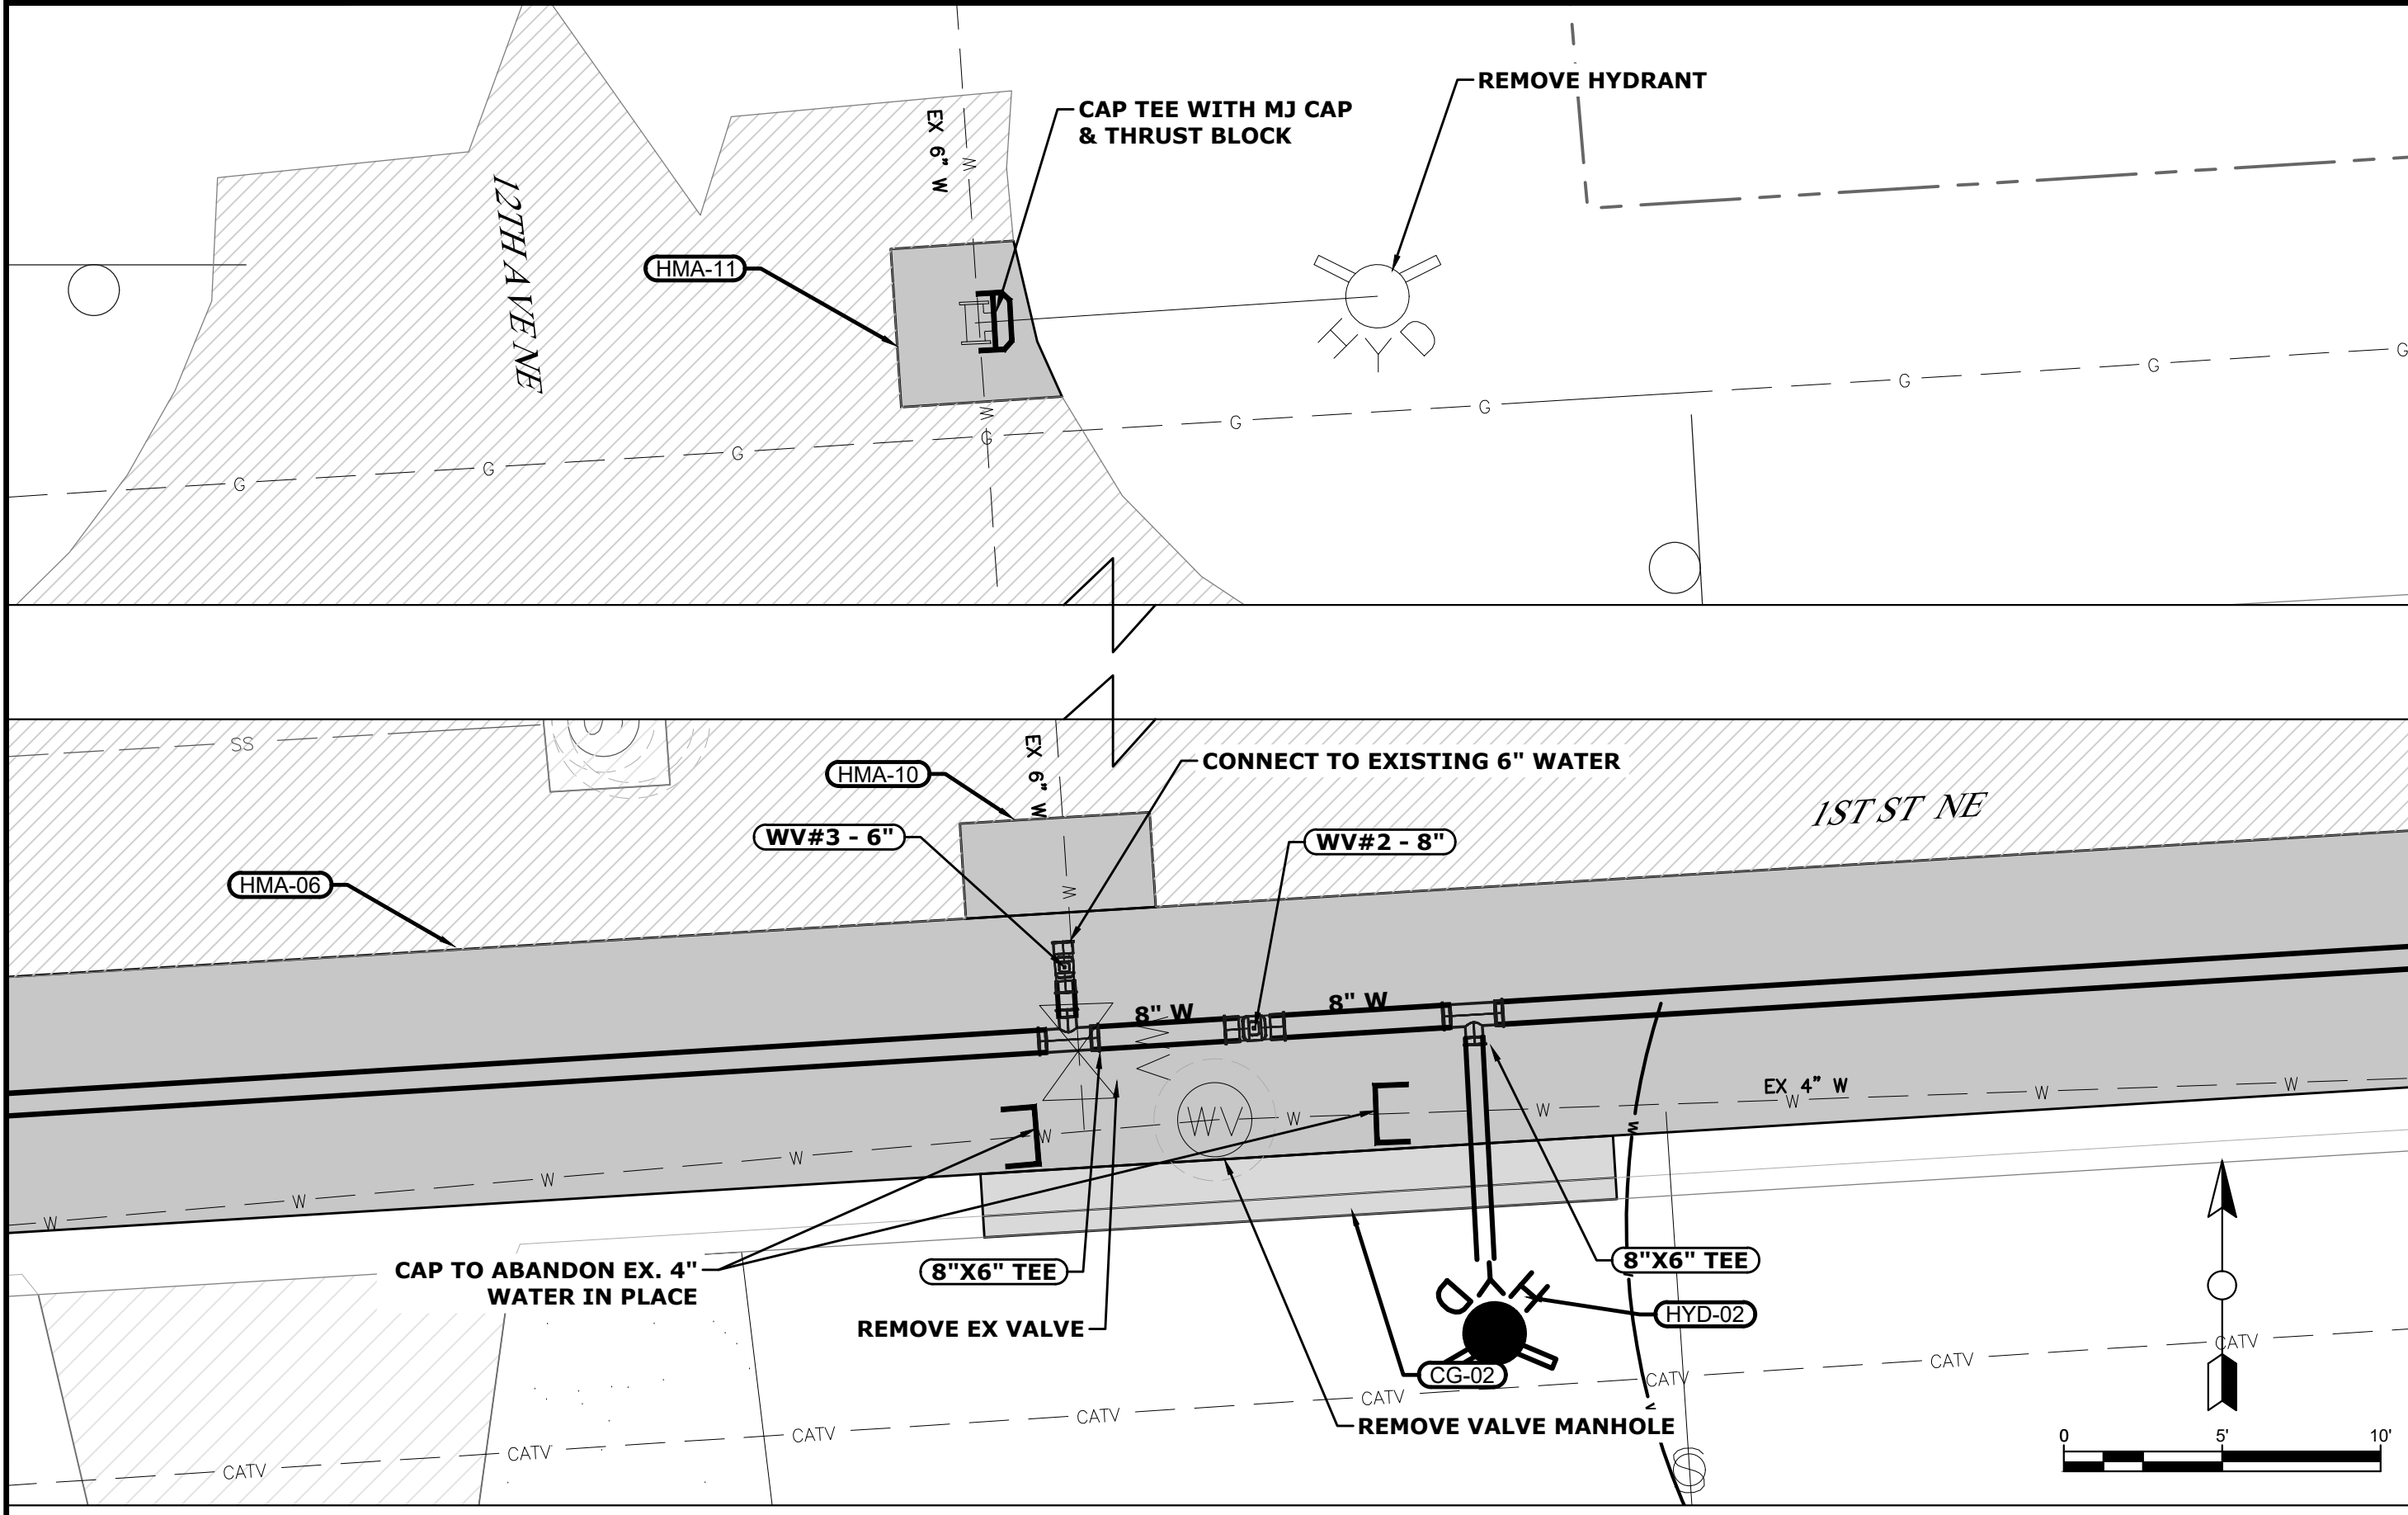 REMOVE HYDRANT
CAP TEE WITH MJ CAP
& THRUST BLOCK
EX 6" W
W
12TH AVE NE
HMA-11
HYD
W
G
G
G
G
G
G
G
G
G
SS
EX 6" W
CONNECT TO EXISTING 6" WATER
HMA-10
1ST ST NE
WV#3 - 6"
WV#2 - 8"
HMA-06
W
8" W
8" W
EX 4" W
W
W
W
W
W
W
W
W
W
W
W
WV
W
CAP TO ABANDON EX. 4"
WATER IN PLACE
8"X6" TEE
8"X6" TEE
REMOVE EX VALVE
HYD
HYD-02
CG-02
REMOVE VALVE MANHOLE
CATV
CATV
CATV
CATV
CATV
CATV
CATV
CATV
W
S
0 5' 10'